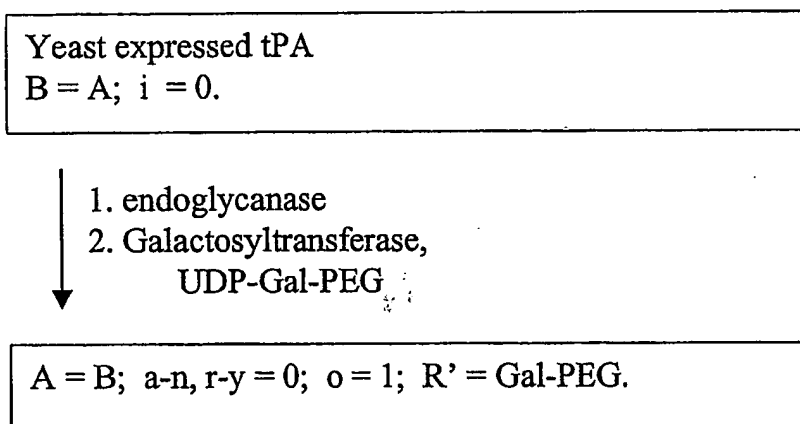 Yeast expressed tPA
B = A; i = 0.
1. endoglycanase
2. Galactosyltransferase,
UDP-Gal-PEG
A = B; a-n, r-y = 0; o = 1; R’ = Gal-PEG.